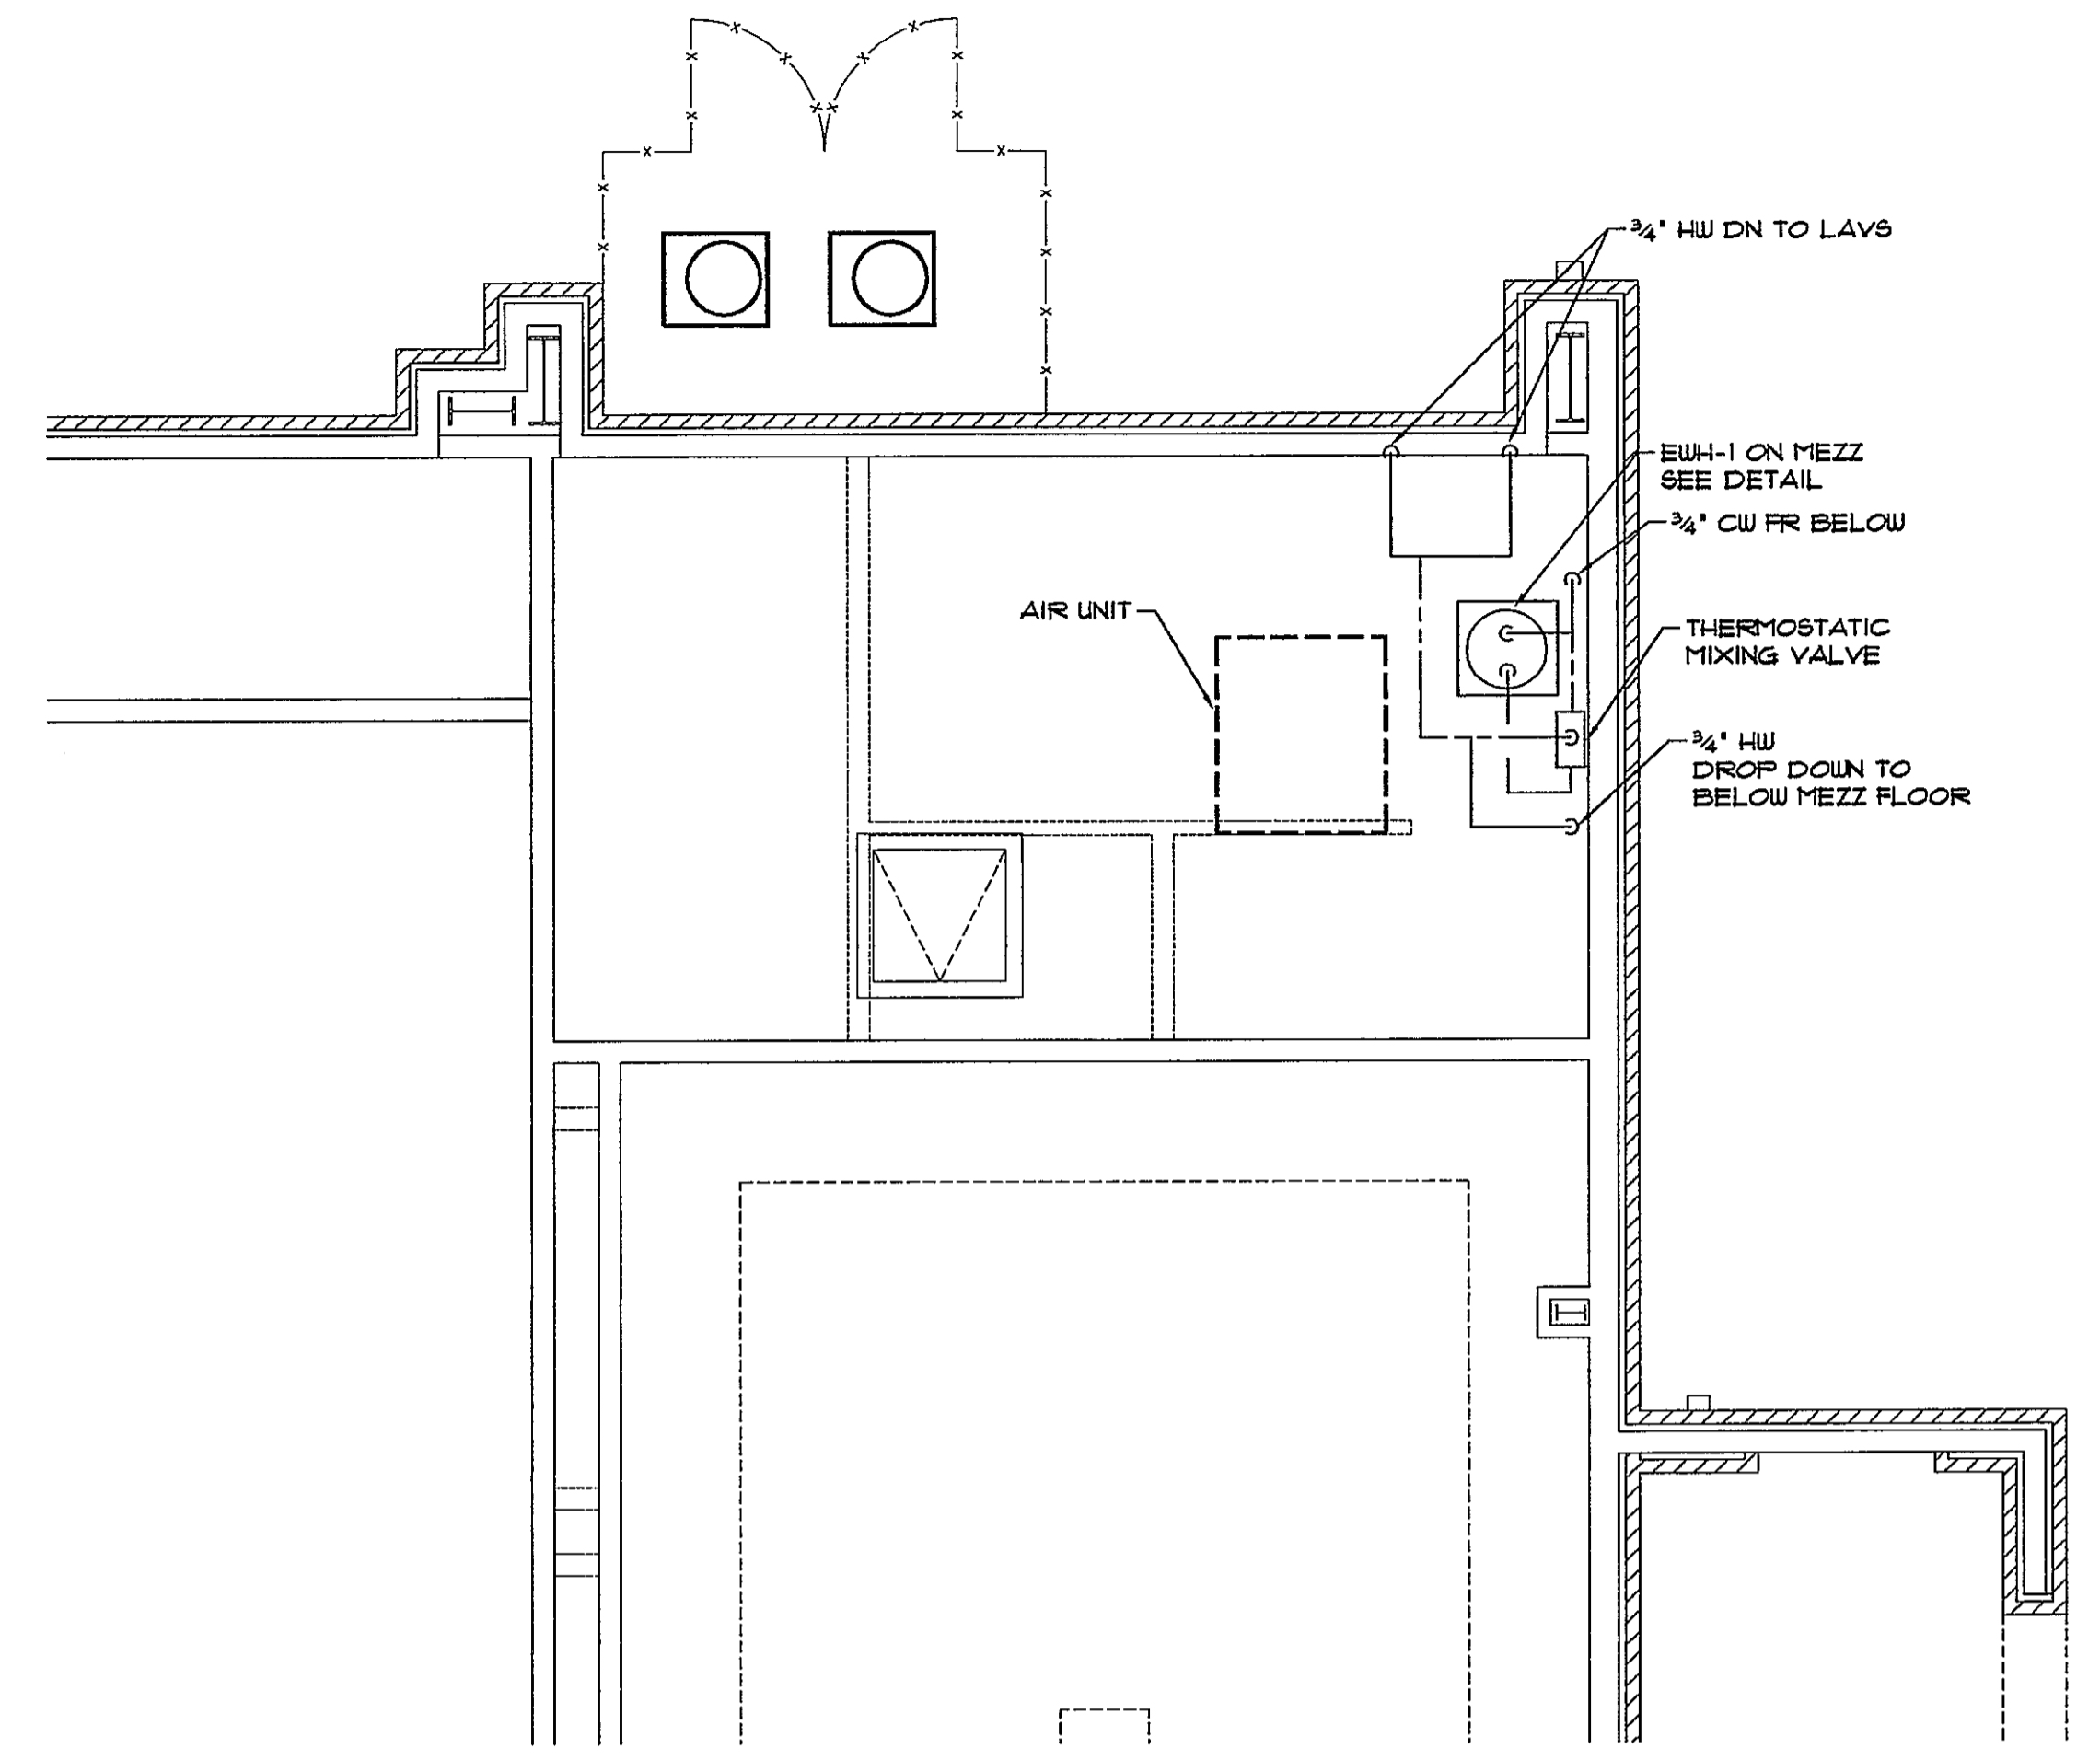 3/4" HW DN TO LAVS
EWH-1 ON MEZZ
SEE DETAIL
3/4" CW FR BELOW
AIR UNIT
THERMOSTATIC
MIXING VALVE
3/4" HW
DROP DOWN TO
BELOW MEZZ FLOOR